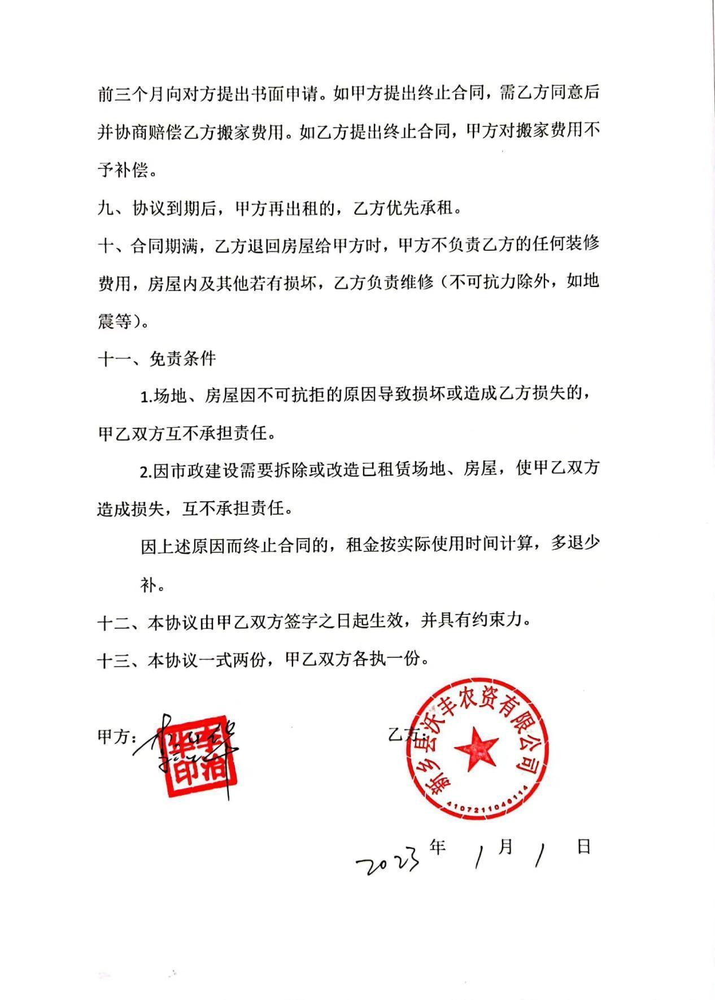 前三个月向对方提出书面申请。如甲方提出终止合同，需乙方同意后
并协商赔偿乙方搬家费用。如乙方提出终止合同，甲方对搬家费用不
予补偿。
九、协议到期后，甲方再出租的，乙方优先承租。
十、合同期满，乙方退回房屋给甲方时，甲方不负责乙方的任何装修
费用，房屋内及其他若有损坏，乙方负责维修（不可抗力除外，如地
震等）。
十一、免责条件
1.场地、房屋因不可抗拒的原因导致损坏或造成乙方损失的，
甲乙双方互不承担责任。
2.因市政建设需要拆除或改造已租赁场地、房屋，使甲乙双方
造成损失，互不承担责任。
因上述原因而终止合同的，租金按实际使用时间计算，多退少
补。
十二、本协议由甲乙双方签字之日起生效，并具有约束力。
十三、本协议一式两份，甲乙双方各执一份。
甲方：
乙方：
新乡县沃丰农资有限公司
4107211046114
2023年1月1日